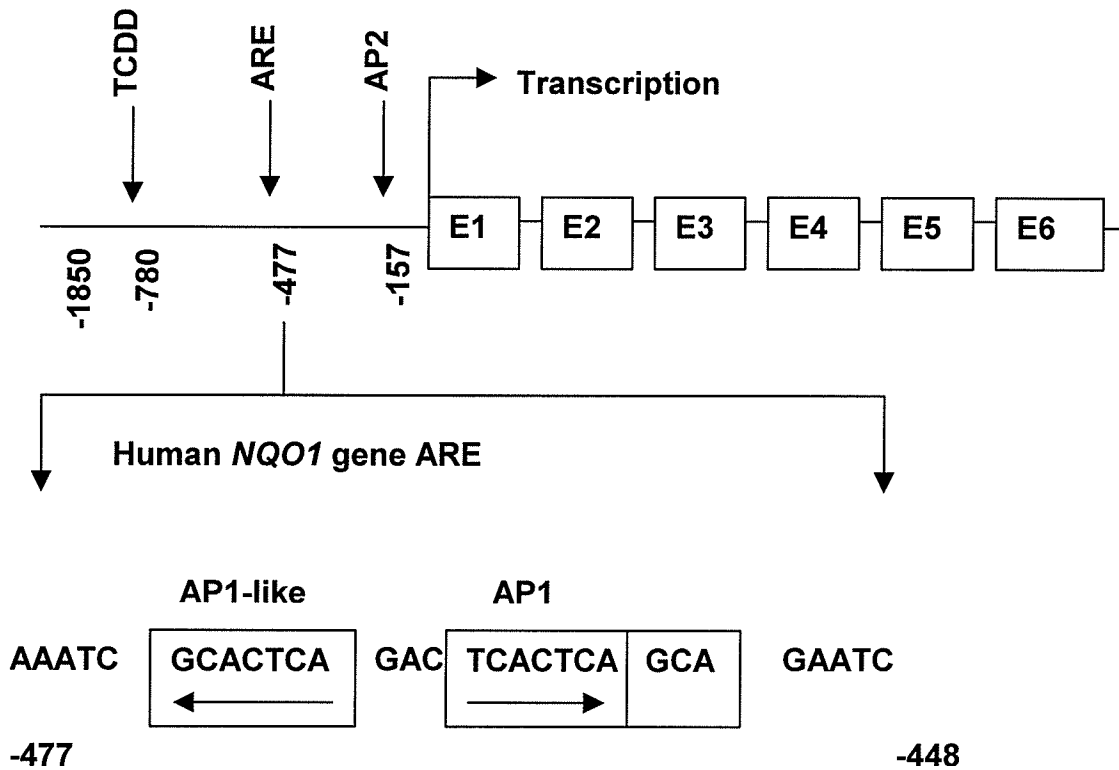 TCDD ARE AP2
Transcription
E1 E2 E3 E4 E5 E6
-1850 -780 -477 -157
Human NQO1 gene ARE
AP1-like AP1
AAATC GCACTCA GAC TCACTCA GCA GAATC
-477 -448